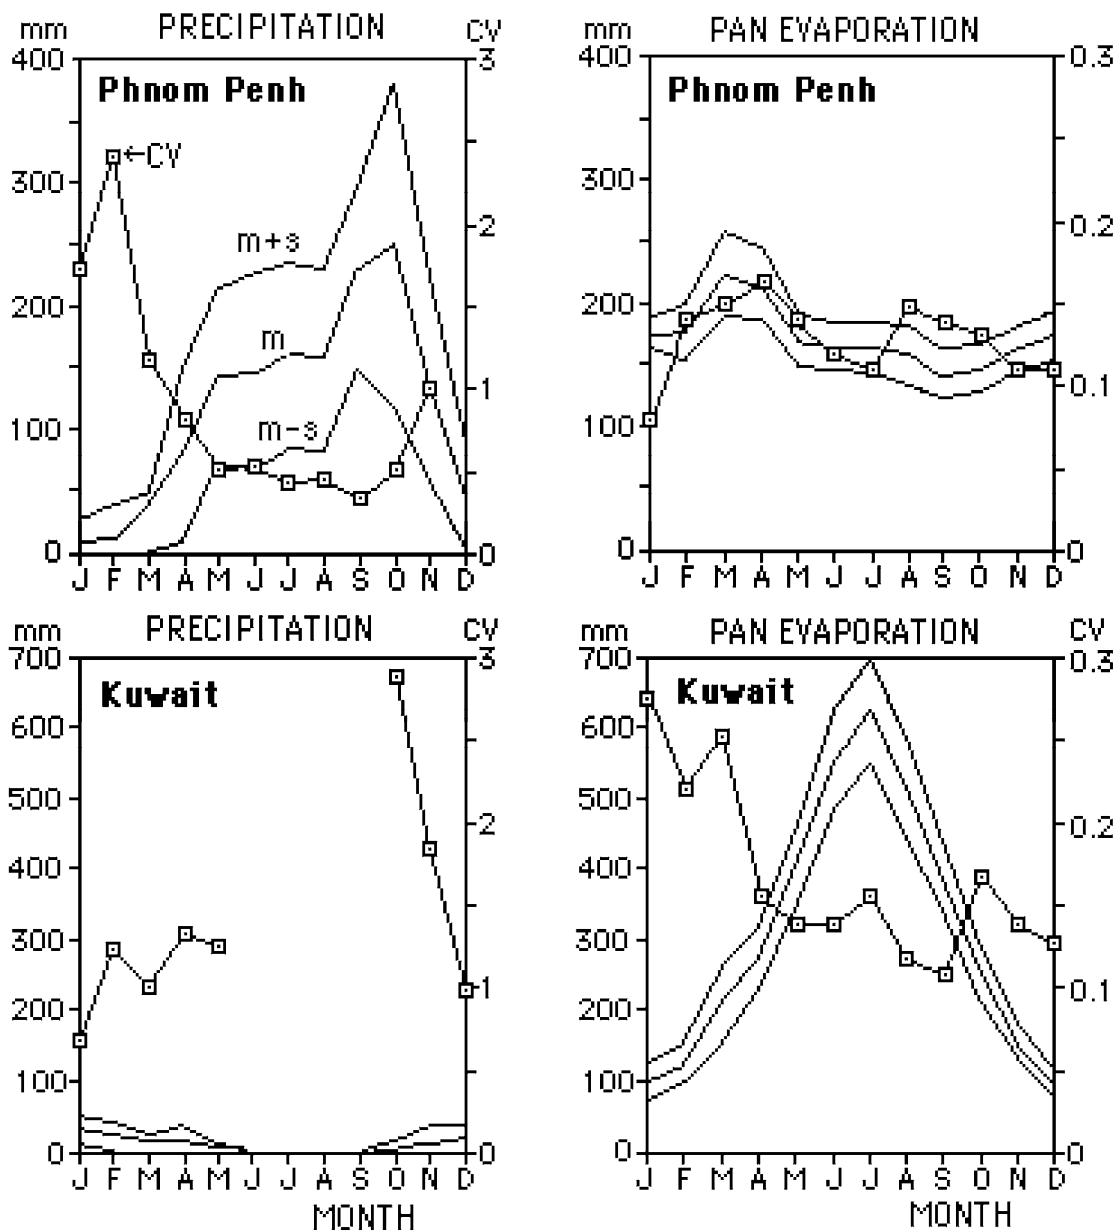 mm PRECIPITATION CV
400 3
Phnom Penh
←CV
300
2
m+s
200
m
1
100
m-s
0 0
J F M A M J J A S O N D
PAN EVAPORATION
400 0.3
Phnom Penh
300
0.2
200
0.1
100
0 0
J F M A M J J A S O N D
mm PRECIPITATION CV
700 3
Kuwait
600
500
2
400
300
1
200
100
0 0
J F M A M J J A S O N D
MONTH
mm PAN EVAPORATION CV
700 0.3
Kuwait
600
500
0.2
400
300
0.1
200
100
0 0
J F M A M J J A S O N D
MONTH